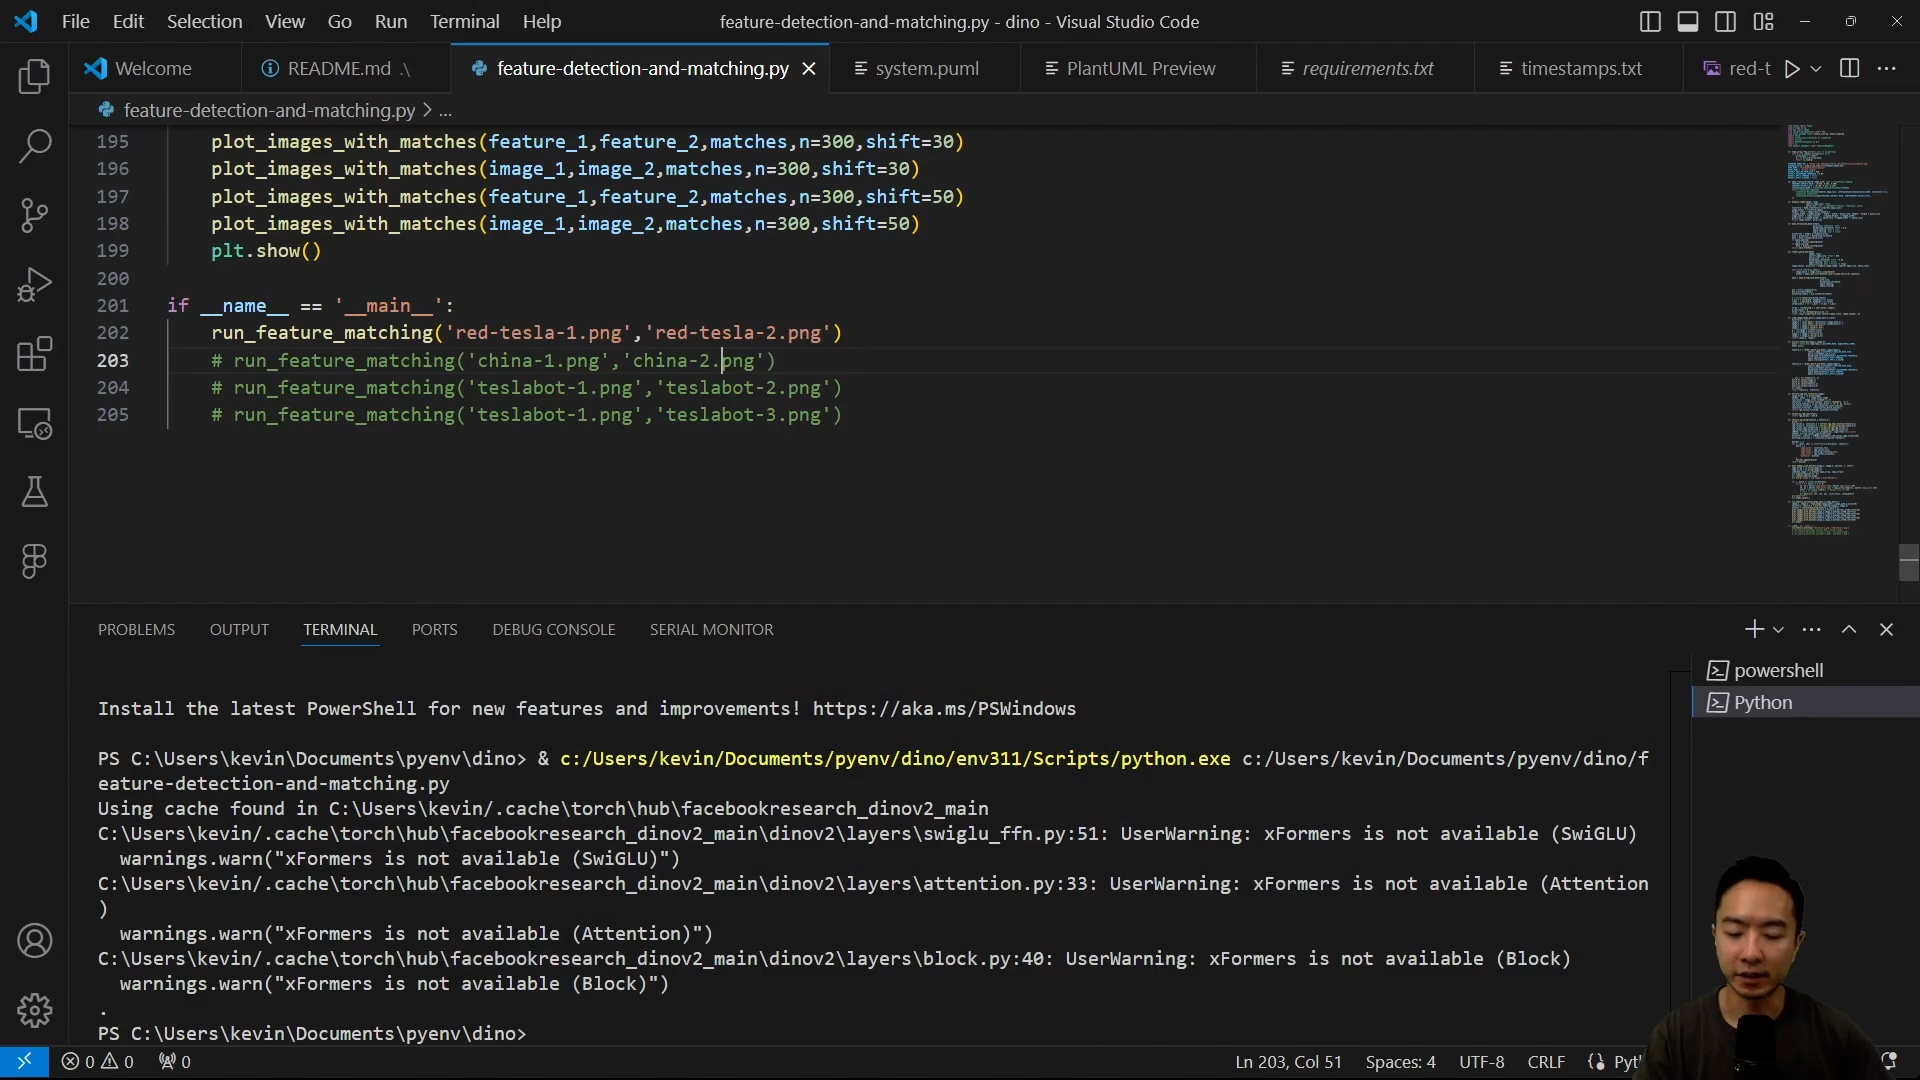 File Edit Selection View Go Run Terminal Help
feature-detection-and-matching.py - dino - Visual Studio Code
Welcome README.md .\ feature-detection-and-matching.py system.puml PlantUML Preview requirements.txt timestamps.txt red-t
feature-detection-and-matching.py > ...
195 plot_images_with_matches(feature_1,feature_2,matches,n=300,shift=30)
196 plot_images_with_matches(image_1,image_2,matches,n=300,shift=30)
197 plot_images_with_matches(feature_1,feature_2,matches,n=300,shift=50)
198 plot_images_with_matches(image_1,image_2,matches,n=300,shift=50)
199 plt.show()
200
201 if __name__ == '__main__':
202 run_feature_matching('red-tesla-1.png','red-tesla-2.png')
203 # run_feature_matching('china-1.png','china-2.png')
204 # run_feature_matching('teslabot-1.png','teslabot-2.png')
205 # run_feature_matching('teslabot-1.png','teslabot-3.png')
PROBLEMS OUTPUT TERMINAL PORTS DEBUG CONSOLE SERIAL MONITOR
powershell
Python
Install the latest PowerShell for new features and improvements! https://aka.ms/PSWindows
PS C:\Users\kevin\Documents\pyenv\dino> & c:/Users/kevin/Documents/pyenv/dino/env311/Scripts/python.exe c:/Users/kevin/Documents/pyenv/dino/f
eature-detection-and-matching.py
Using cache found in C:\Users\kevin/.cache\torch\hub\facebookresearch_dinov2_main
C:\Users\kevin/.cache\torch\hub\facebookresearch_dinov2_main\dinov2\layers\swiglu_ffn.py:51: UserWarning: xFormers is not available (SwiGLU)
warnings.warn("xFormers is not available (SwiGLU)")
C:\Users\kevin/.cache\torch\hub\facebookresearch_dinov2_main\dinov2\layers\attention.py:33: UserWarning: xFormers is not available (Attention
)
warnings.warn("xFormers is not available (Attention)")
C:\Users\kevin/.cache\torch\hub\facebookresearch_dinov2_main\dinov2\layers\block.py:40: UserWarning: xFormers is not available (Block)
warnings.warn("xFormers is not available (Block)")
.
PS C:\Users\kevin\Documents\pyenv\dino>
0 0 0 Ln 203, Col 51 Spaces: 4 UTF-8 CRLF Pyt